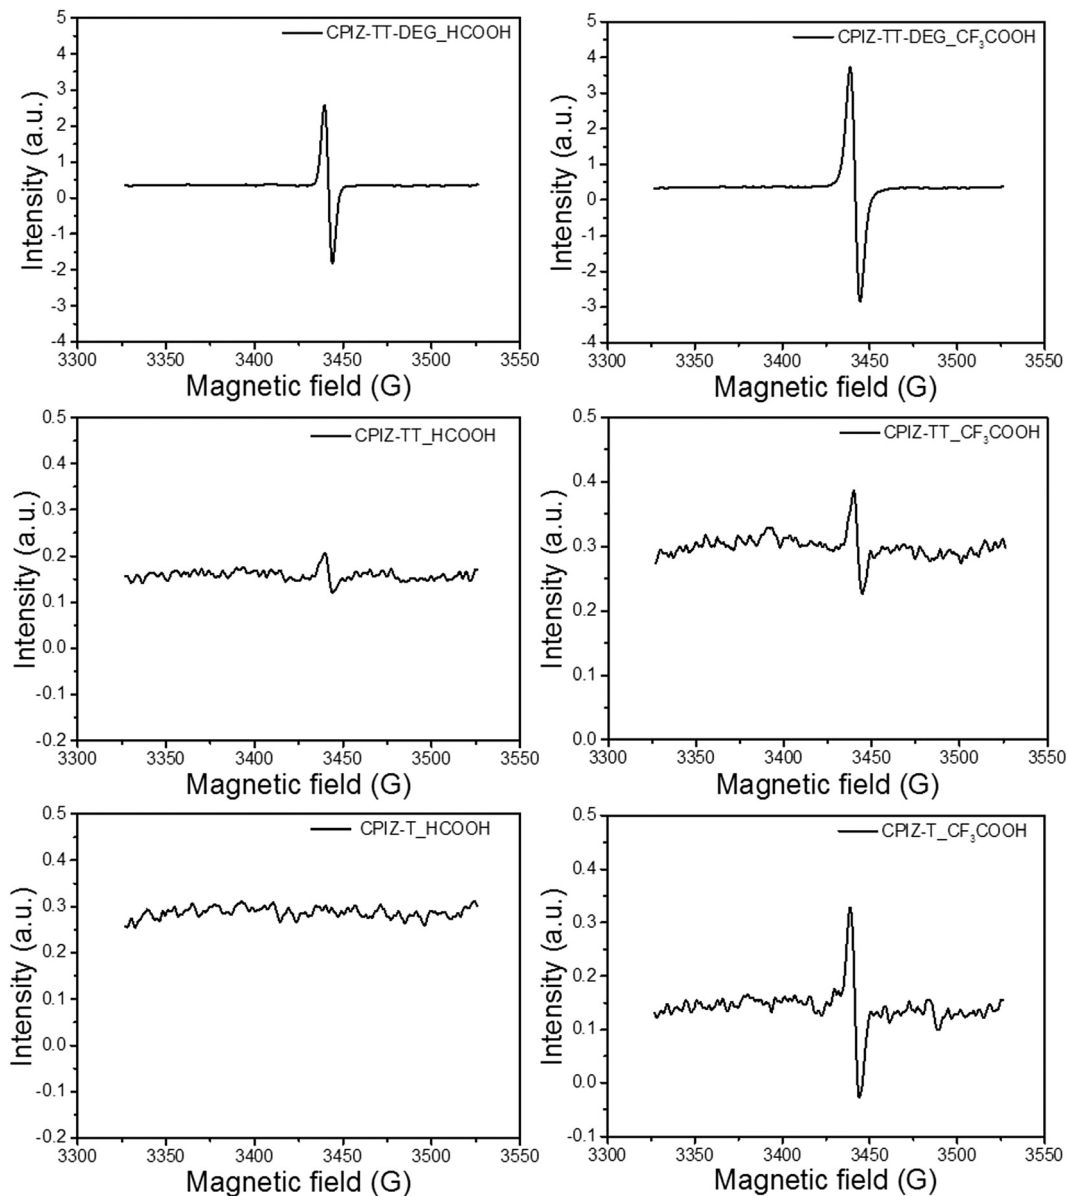 CPIZ-TT-DEG_HCOOH
5
4
3
2
1
0
-1
-2
-3
-4
Intensity (a.u.)
3300 3350 3400 3450 3500 3550
Magnetic field (G)
CPIZ-TT-DEG_CF₃COOH
5
4
3
2
1
0
-1
-2
-3
-4
Intensity (a.u.)
3300 3350 3400 3450 3500 3550
Magnetic field (G)
CPIZ-TT_HCOOH
0.5
0.4
0.3
0.2
0.1
0.0
-0.1
-0.2
Intensity (a.u.)
3300 3350 3400 3450 3500 3550
Magnetic field (G)
CPIZ-TT_CF₃COOH
0.5
0.4
0.3
0.2
0.1
0.0
Intensity (a.u.)
3300 3350 3400 3450 3500 3550
Magnetic field (G)
CPIZ-T_HCOOH
0.5
0.4
0.3
0.2
0.1
0.0
-0.1
-0.2
Intensity (a.u.)
3300 3350 3400 3450 3500 3550
Magnetic field (G)
CPIZ-T_CF₃COOH
0.5
0.4
0.3
0.2
0.1
0.0
-0.1
Intensity (a.u.)
3300 3350 3400 3450 3500 3550
Magnetic field (G)